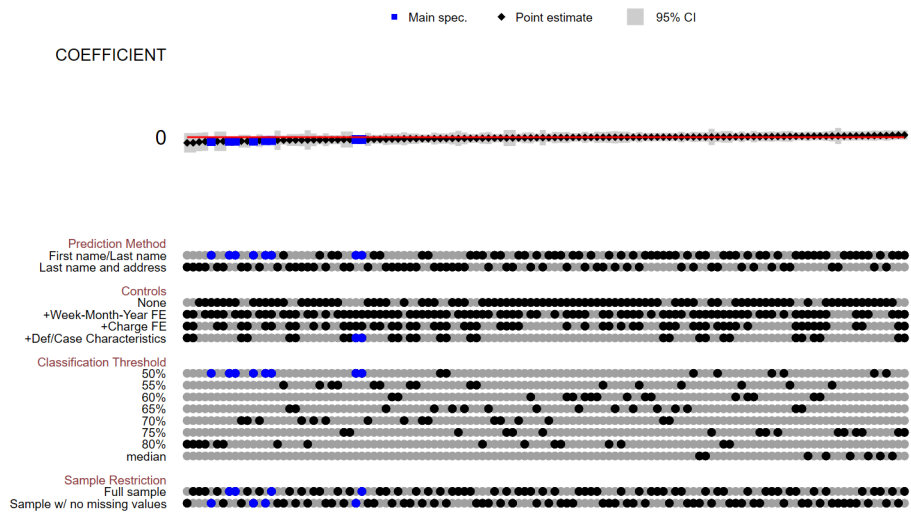 Main spec. Point estimate 95% CI
COEFFICIENT
0
Prediction Method
First name/Last name
Last name and address
Controls
None
+Week-Month-Year FE
+Charge FE
+Def/Case Characteristics
Classification Threshold
50%
55%
60%
65%
70%
75%
80%
median
Sample Restriction
Full sample
Sample w/ no missing values